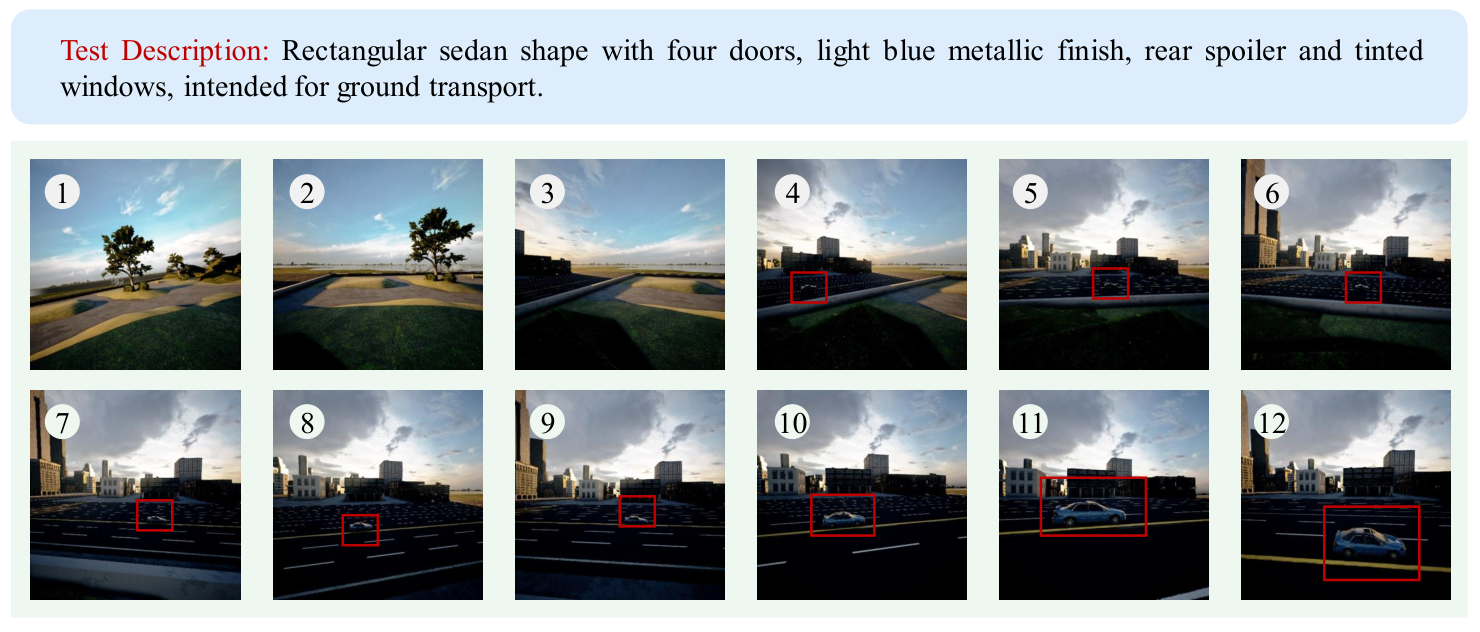 Test Description: Rectangular sedan shape with four doors, light blue metallic finish, rear spoiler and tinted
windows, intended for ground transport.
1 2 3 4 5 6
7 8 9 10 11 12